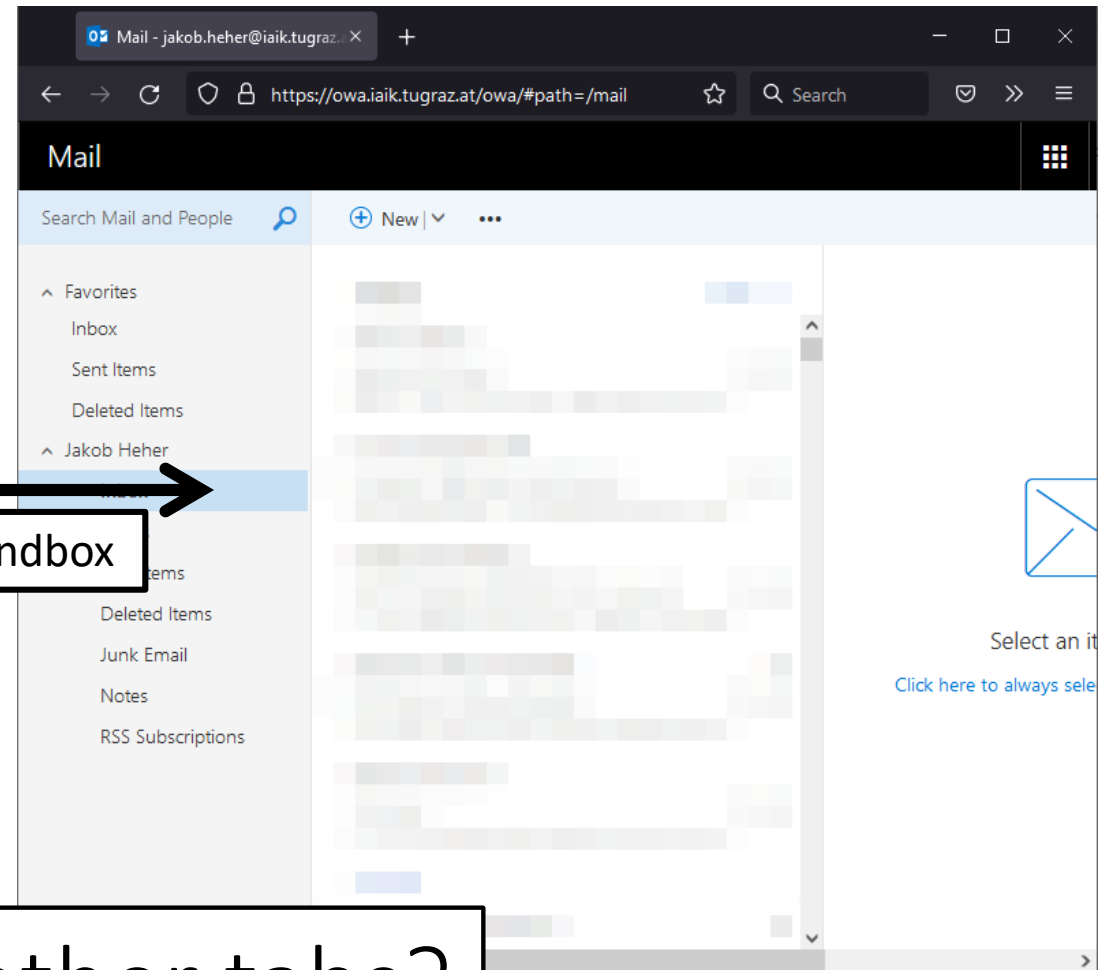 Mail - jakob.heher@iaik.tugraz.a
https://owa.iaik.tugraz.at/owa/#path=/mail
Search
Mail
Search Mail and People
New
Favorites
Inbox
Sent Items
Deleted Items
Jakob Heher
ndbox
tems
Deleted Items
Junk Email
Notes
RSS Subscriptions
Select an it
Click here to always sele